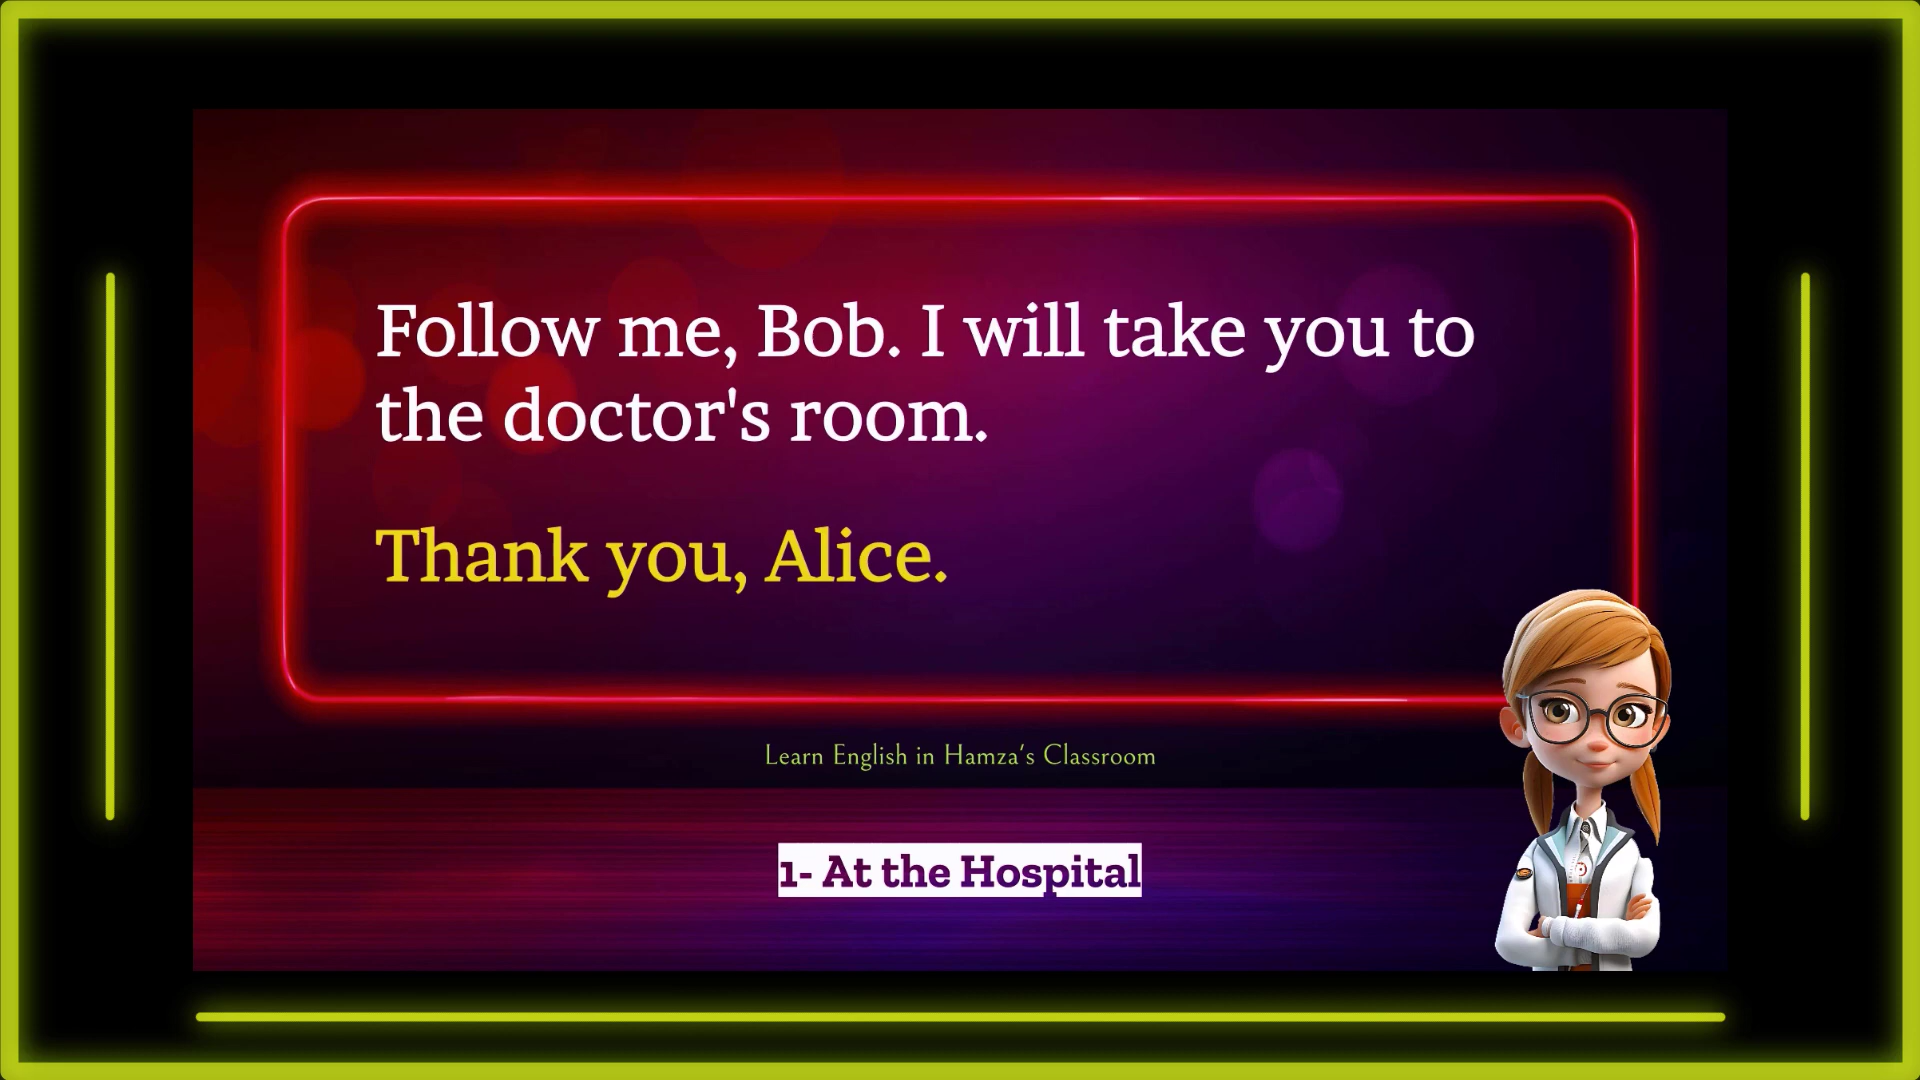 Follow me, Bob. I will take you to
the doctor's room.
Thank you, Alice.
Learn English in Hamza's Classroom
1- At the Hospital